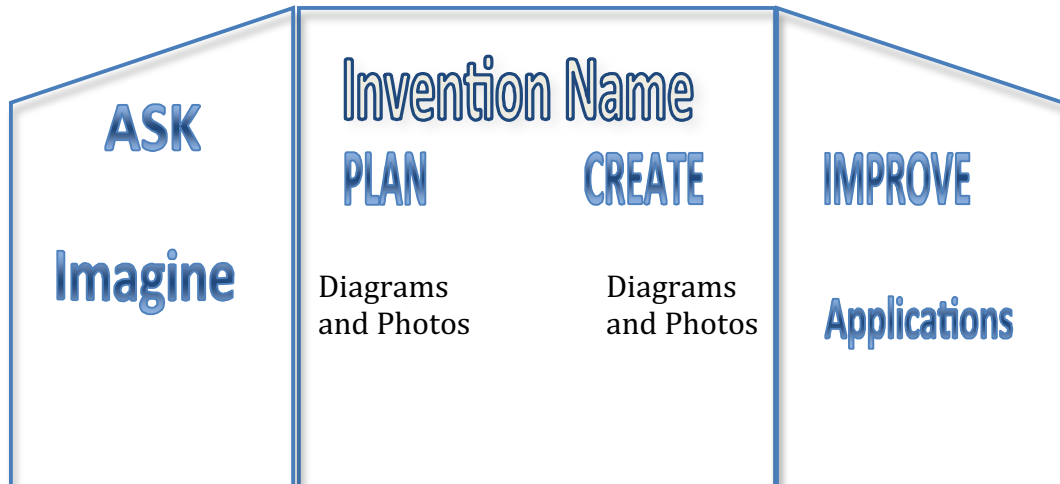 ASK
Imagine
Invention Name
PLAN
CREATE
Diagrams
and Photos
Diagrams
and Photos
IMPROVE
Applications